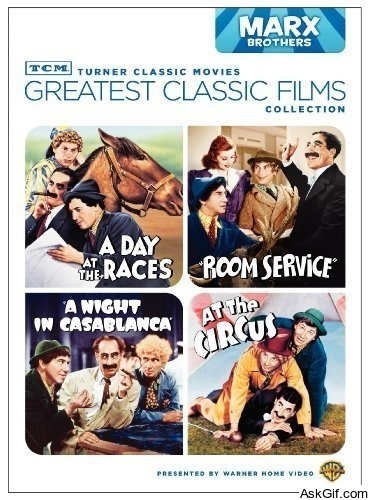 MARX
BROTHERS
TCM TURNER CLASSIC MOVIES
GREATEST CLASSIC FILMS
COLLECTION
A DAY
AT THE RACES
"ROOM SERVICE"
"A NIGHT
IN CASABLANCA"
AT THE
CIRCUS
PRESENTED BY WARNER HOME VIDEO
WB
AskGif.com